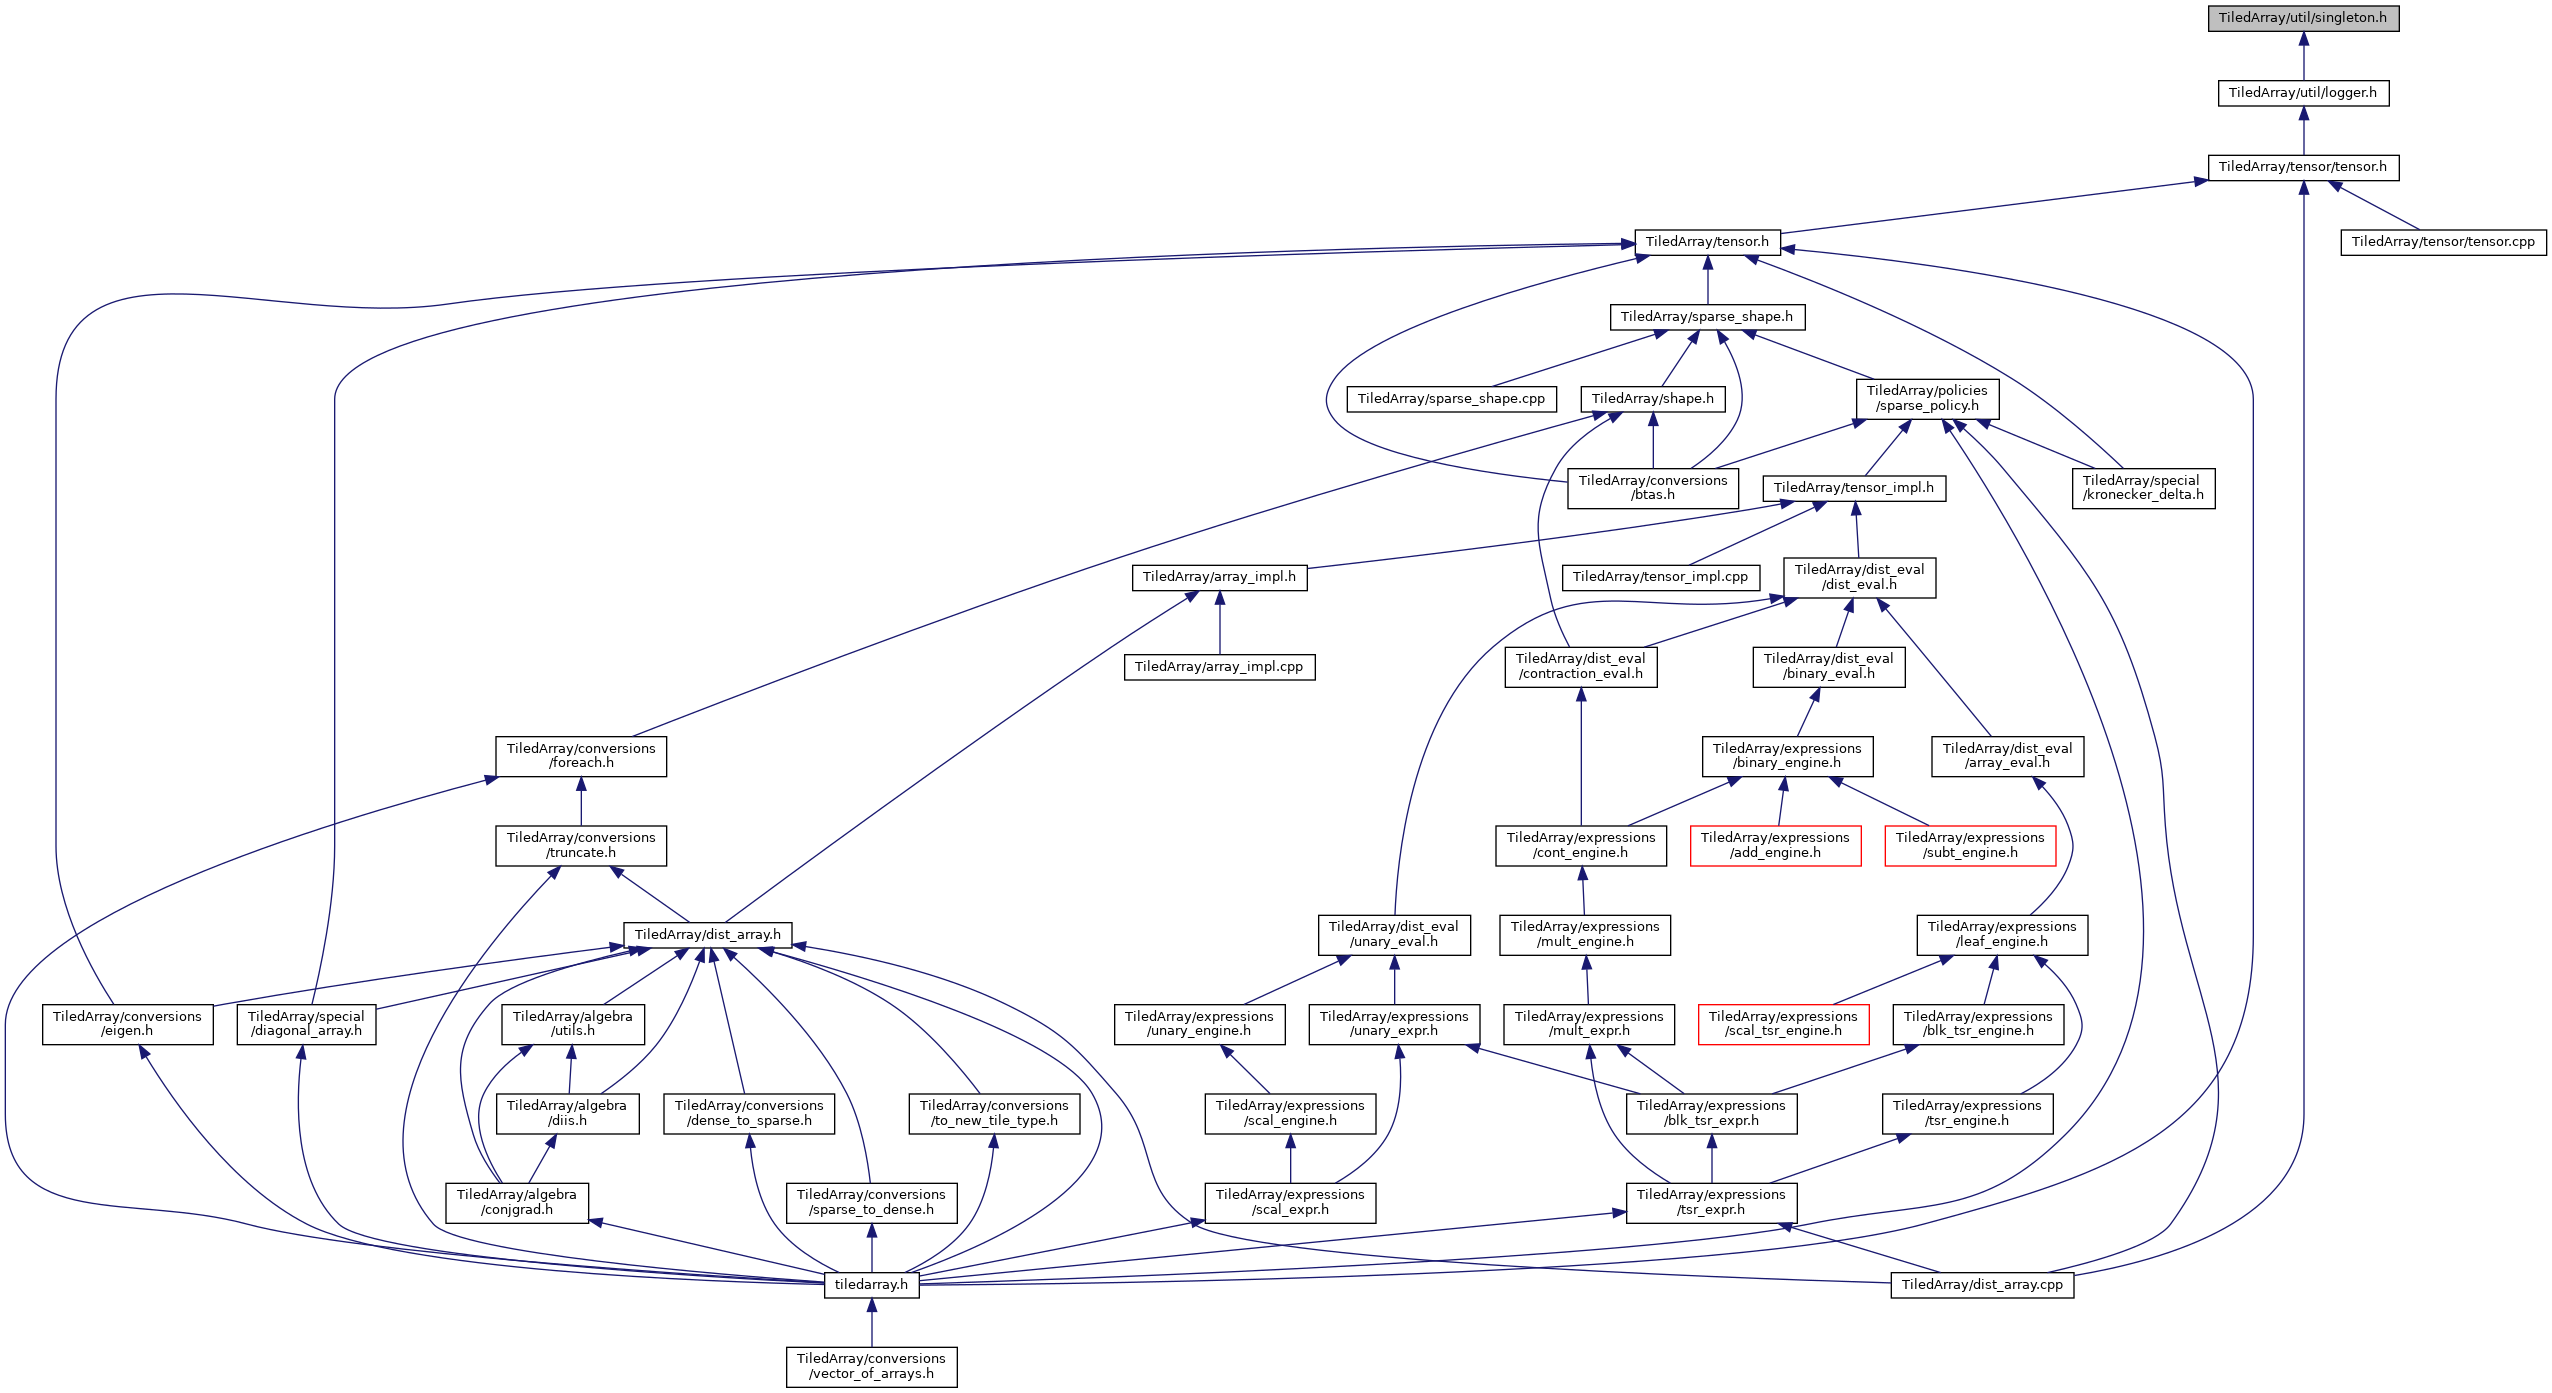 TiledArray/util/singleton.h
TiledArray/util/logger.h
TiledArray/tensor/tensor.h
TiledArray/tensor.h
TiledArray/tensor/tensor.cpp
TiledArray/sparse_shape.h
TiledArray/sparse_shape.cpp
TiledArray/shape.h
TiledArray/policies
/sparse_policy.h
TiledArray/conversions
/btas.h
TiledArray/tensor_impl.h
TiledArray/special
/kronecker_delta.h
TiledArray/array_impl.h
TiledArray/tensor_impl.cpp
TiledArray/dist_eval
/dist_eval.h
TiledArray/array_impl.cpp
TiledArray/dist_eval
/contraction_eval.h
TiledArray/dist_eval
/binary_eval.h
TiledArray/conversions
/foreach.h
TiledArray/expressions
/binary_engine.h
TiledArray/dist_eval
/array_eval.h
TiledArray/conversions
/truncate.h
TiledArray/expressions
/cont_engine.h
TiledArray/expressions
/add_engine.h
TiledArray/expressions
/subt_engine.h
TiledArray/dist_array.h
TiledArray/dist_eval
/unary_eval.h
TiledArray/expressions
/mult_engine.h
TiledArray/expressions
/leaf_engine.h
TiledArray/conversions
/eigen.h
TiledArray/special
/diagonal_array.h
TiledArray/algebra
/utils.h
TiledArray/expressions
/unary_engine.h
TiledArray/expressions
/unary_expr.h
TiledArray/expressions
/mult_expr.h
TiledArray/expressions
/scal_tsr_engine.h
TiledArray/expressions
/blk_tsr_engine.h
TiledArray/algebra
/diis.h
TiledArray/conversions
/dense_to_sparse.h
TiledArray/conversions
/to_new_tile_type.h
TiledArray/expressions
/scal_engine.h
TiledArray/expressions
/blk_tsr_expr.h
TiledArray/expressions
/tsr_engine.h
TiledArray/algebra
/conjgrad.h
TiledArray/conversions
/sparse_to_dense.h
TiledArray/expressions
/scal_expr.h
TiledArray/expressions
/tsr_expr.h
tiledarray.h
TiledArray/dist_array.cpp
TiledArray/conversions
/vector_of_arrays.h